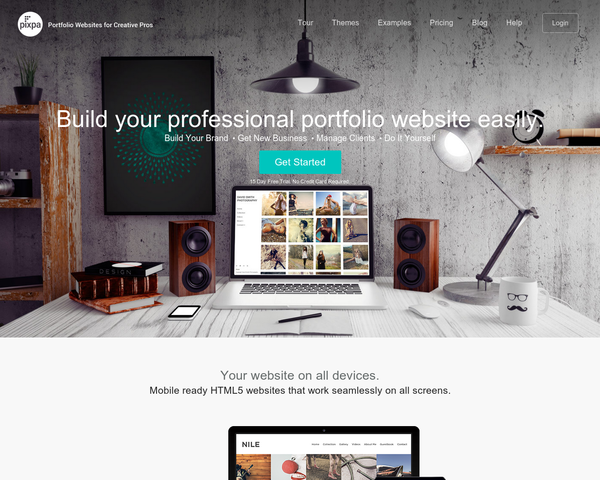 pixpa
Portfolio Websites for Creative Pros
Tour Themes Examples Pricing Blog Help Login
Build your professional portfolio website easily.
Build Your Brand • Get New Business • Manage Clients • Do It Yourself
Get Started
15 Day Free Trial. No Credit Card Required.
DESIGN
Your website on all devices.
Mobile ready HTML5 websites that work seamlessly on all screens.
NILE